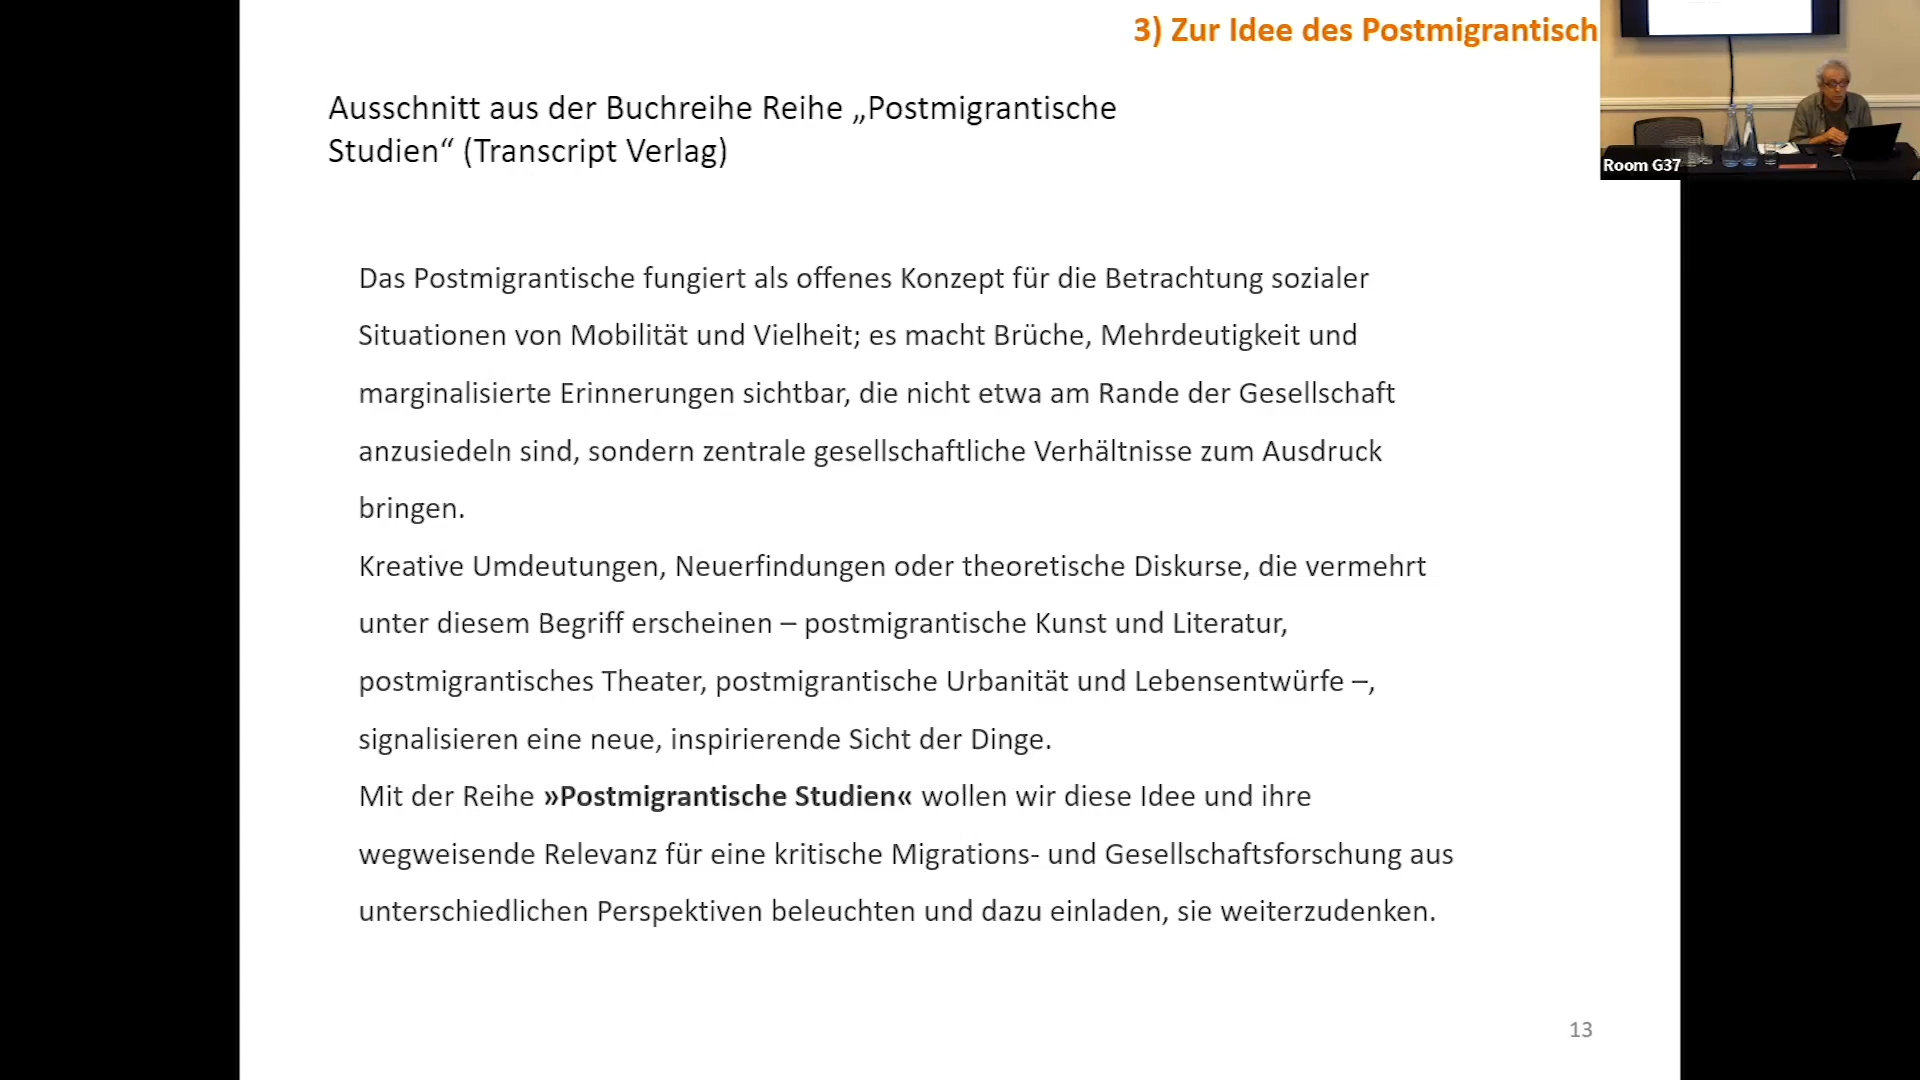 3) Zur Idee des Postmigrantisch
Ausschnitt aus der Buchreihe Reihe „Postmigrantische
Studien“ (Transcript Verlag)
Room G37
Das Postmigrantische fungiert als offenes Konzept für die Betrachtung sozialer
Situationen von Mobilität und Vielheit; es macht Brüche, Mehrdeutigkeit und
marginalisierte Erinnerungen sichtbar, die nicht etwa am Rande der Gesellschaft
anzusiedeln sind, sondern zentrale gesellschaftliche Verhältnisse zum Ausdruck
bringen.
Kreative Umdeutungen, Neuerfindungen oder theoretische Diskurse, die vermehrt
unter diesem Begriff erscheinen – postmigrantische Kunst und Literatur,
postmigrantisches Theater, postmigrantische Urbanität und Lebensentwürfe –,
signalisieren eine neue, inspirierende Sicht der Dinge.
Mit der Reihe »Postmigrantische Studien« wollen wir diese Idee und ihre
wegweisende Relevanz für eine kritische Migrations- und Gesellschaftsforschung aus
unterschiedlichen Perspektiven beleuchten und dazu einladen, sie weiterzudenken.
13